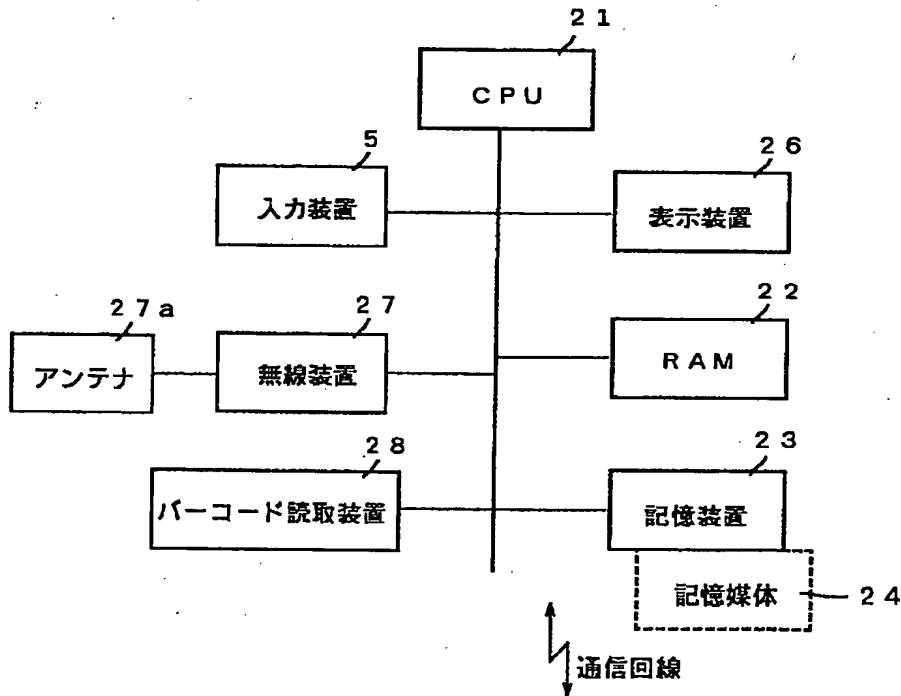 ２１
ＣＰＵ
５
入力装置
２６
表示装置
２７ａ
アンテナ
２７
無線装置
２２
ＲＡＭ
２８
バーコード読取装置
２３
記憶装置
記憶媒体
２４
通信回線